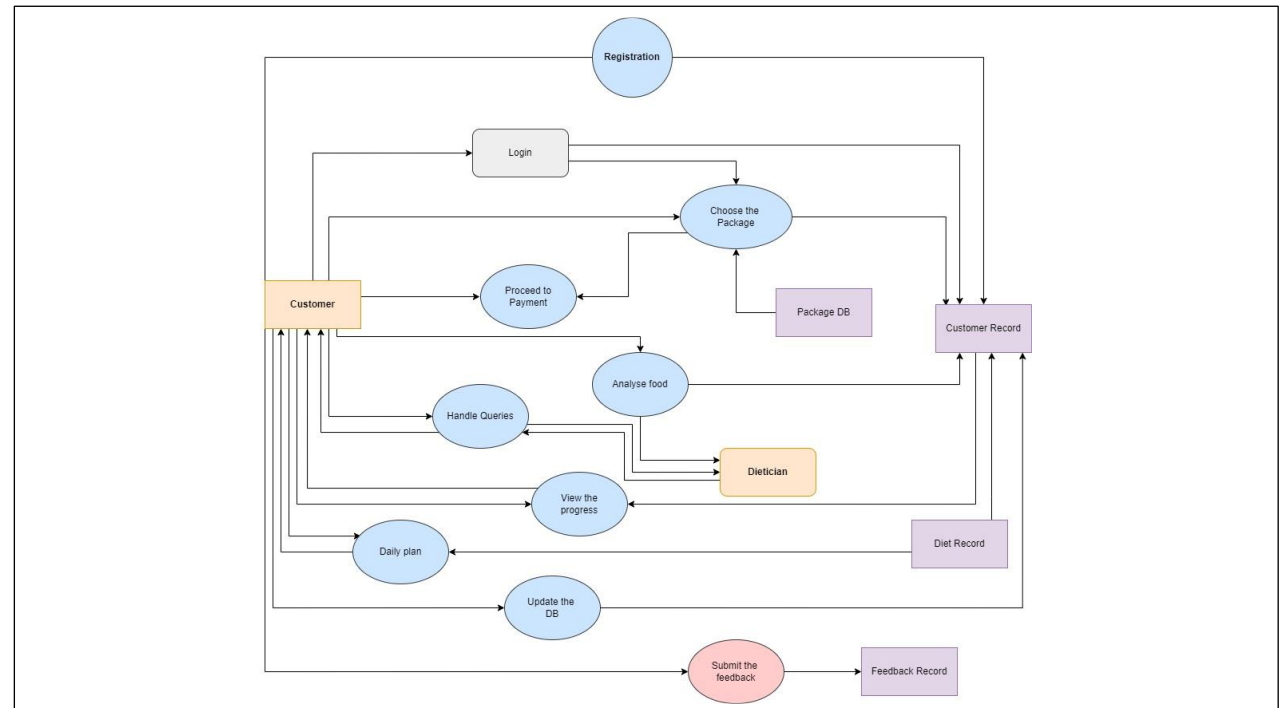 Registration
Login
Choose the
Package
Proceed to
Payment
Customer
Package DB
Customer Record
Analyse food
Handle Queries
Dietician
View the
progress
Daily plan
Diet Record
Update the
DB
Submit the
feedback
Feedback Record